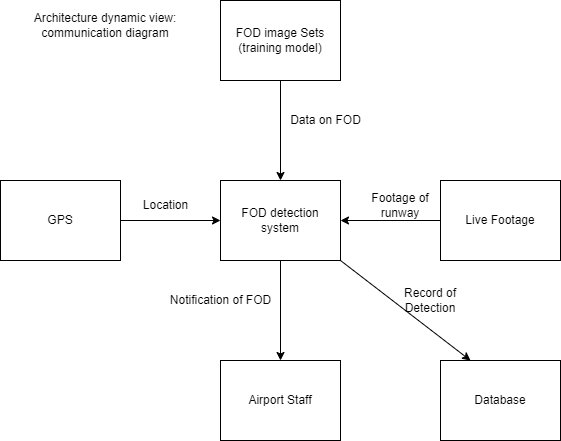 Architecture dynamic view:
communication diagram
FOD image Sets
(training model)
Data on FOD
GPS
Location
FOD detection
system
Footage of
runway
Live Footage
Notification of FOD
Record of
Detection
Airport Staff
Database